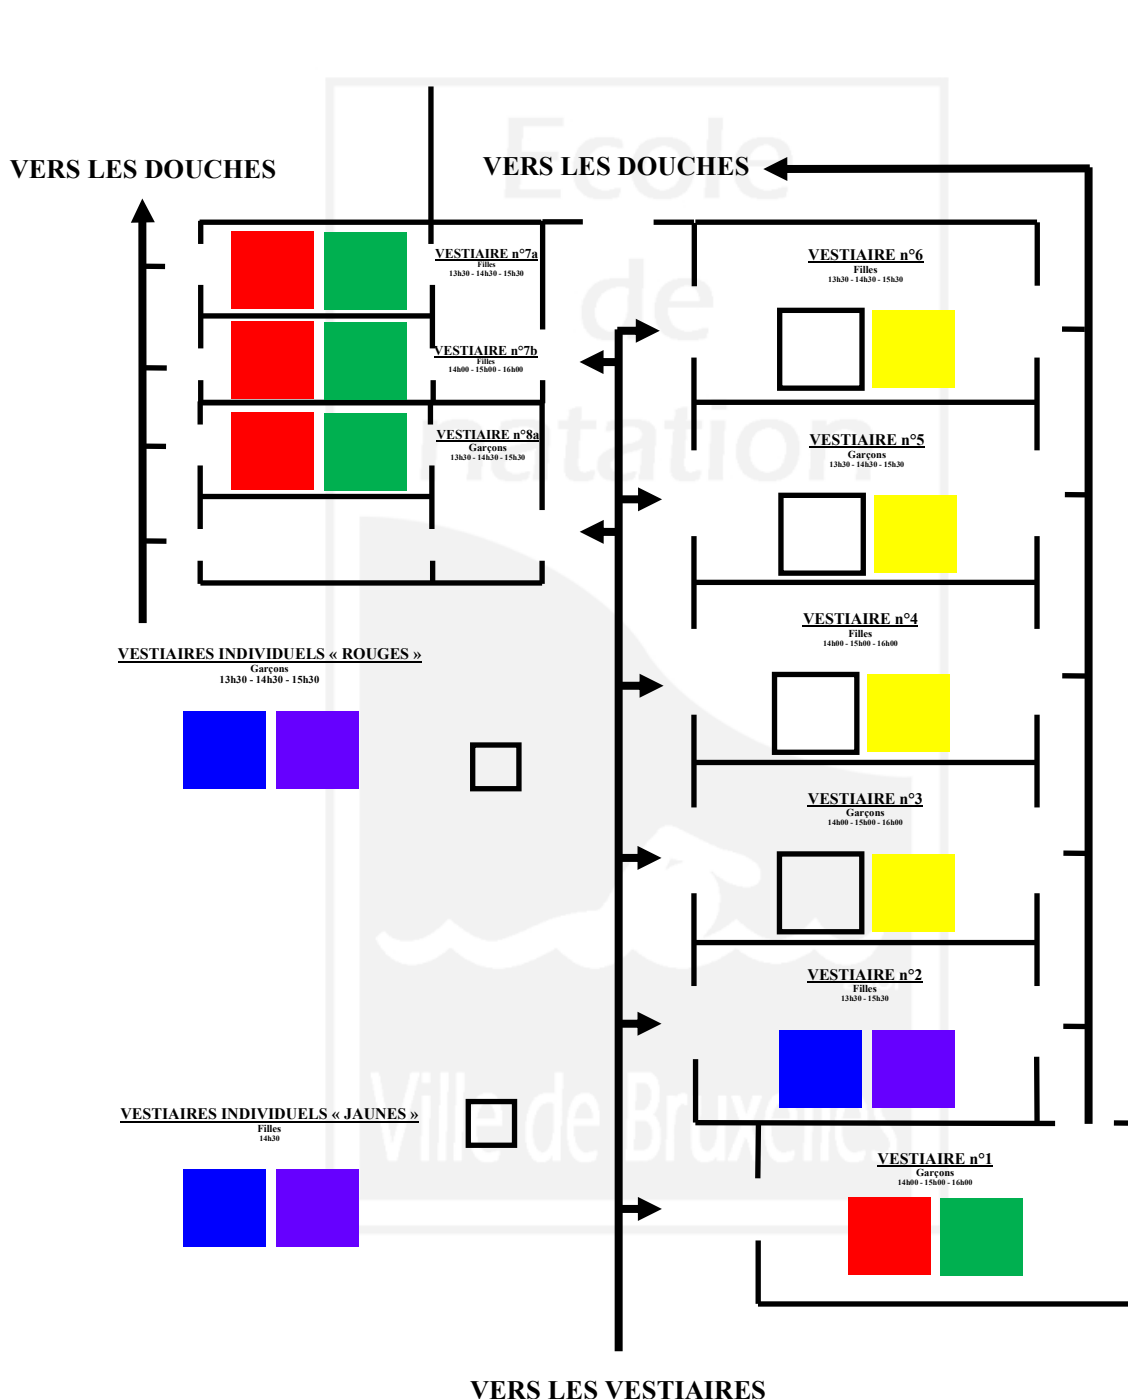 Ecole
de
natation
Ville de Bruxelles
VERS LES DOUCHES
VERS LES DOUCHES
VESTIAIRE n°7a
Filles
13h30 - 14h30 - 15h30
VESTIAIRE n°7b
Filles
14h00 - 15h00 - 16h00
VESTIAIRE n°8a
Garçons
13h30 - 14h30 - 15h30
VESTIAIRE n°6
Filles
13h30 - 14h30 - 15h30
VESTIAIRE n°5
Garçons
13h30 - 14h30 - 15h30
VESTIAIRE n°4
Filles
14h00 - 15h00 - 16h00
VESTIAIRES INDIVIDUELS « ROUGES »
Garçons
13h30 - 14h30 - 15h30
VESTIAIRE n°3
Garçons
14h00 - 15h00 - 16h00
VESTIAIRE n°2
Filles
13h30 - 15h30
VESTIAIRES INDIVIDUELS « JAUNES »
Filles
14h30
VESTIAIRE n°1
Garçons
14h00 - 15h00 - 16h00
VERS LES VESTIAIRES